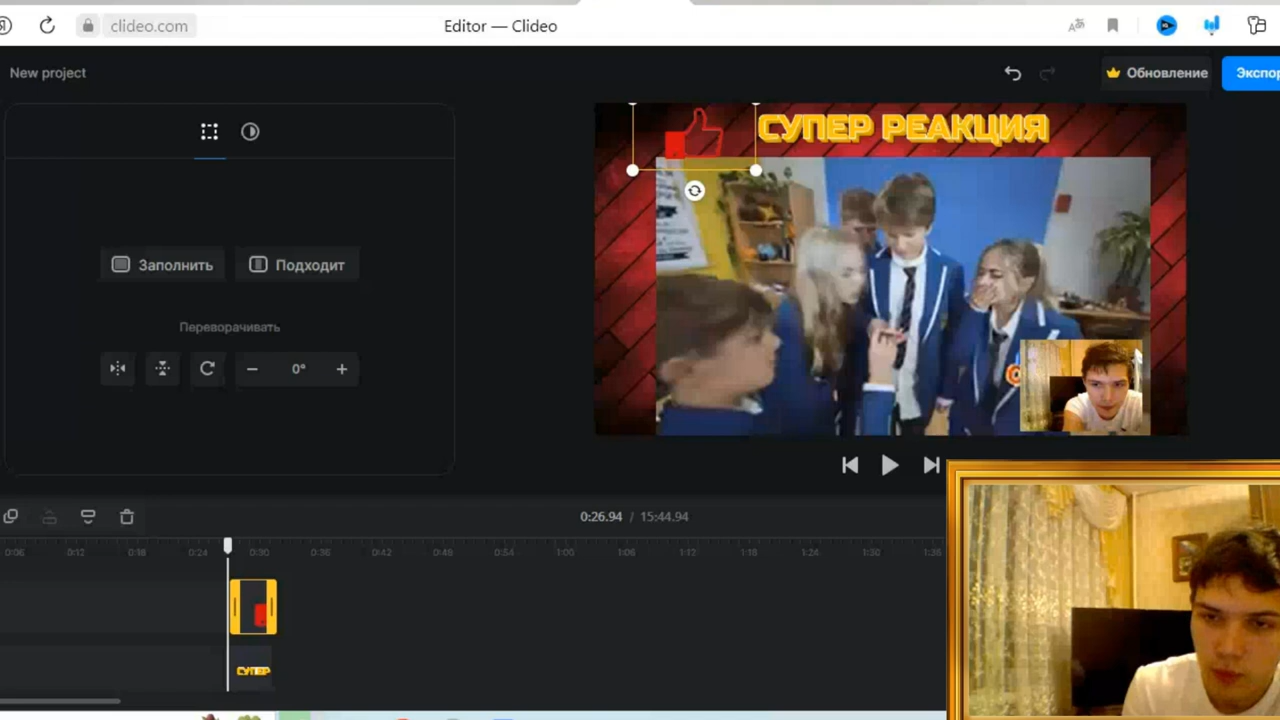 clideo.com
Editor — Clideo
New project
Обновление
Экспо
СУПЕР РЕАКЦИЯ
Заполнить
Подходит
Переворачивать
0°
0:26.94 / 15:44.94
0:06 0:12 0:18 0:24 0:30 0:36 0:42 0:48 0:54 1:00 1:06 1:12 1:18 1:24 1:30 1:36
СУПЕР